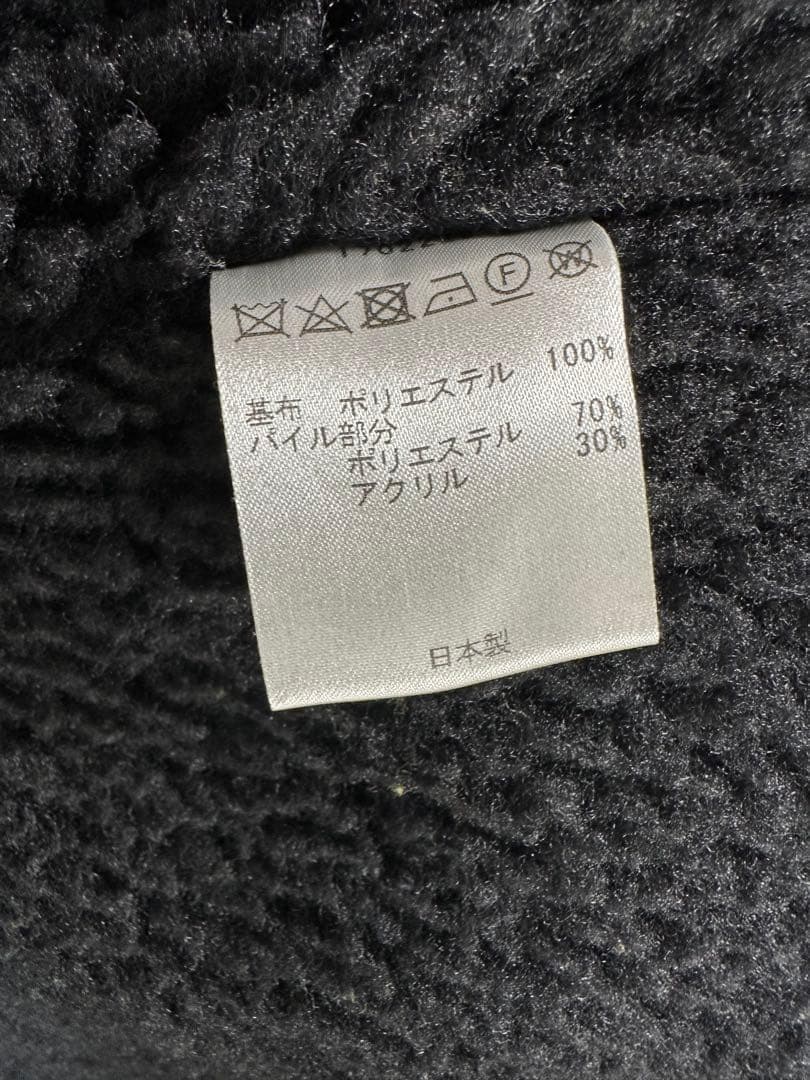 F
W
基布 ポリエステル 100%
パイル部分
ポリエステル 70%
アクリル 30%
日本製